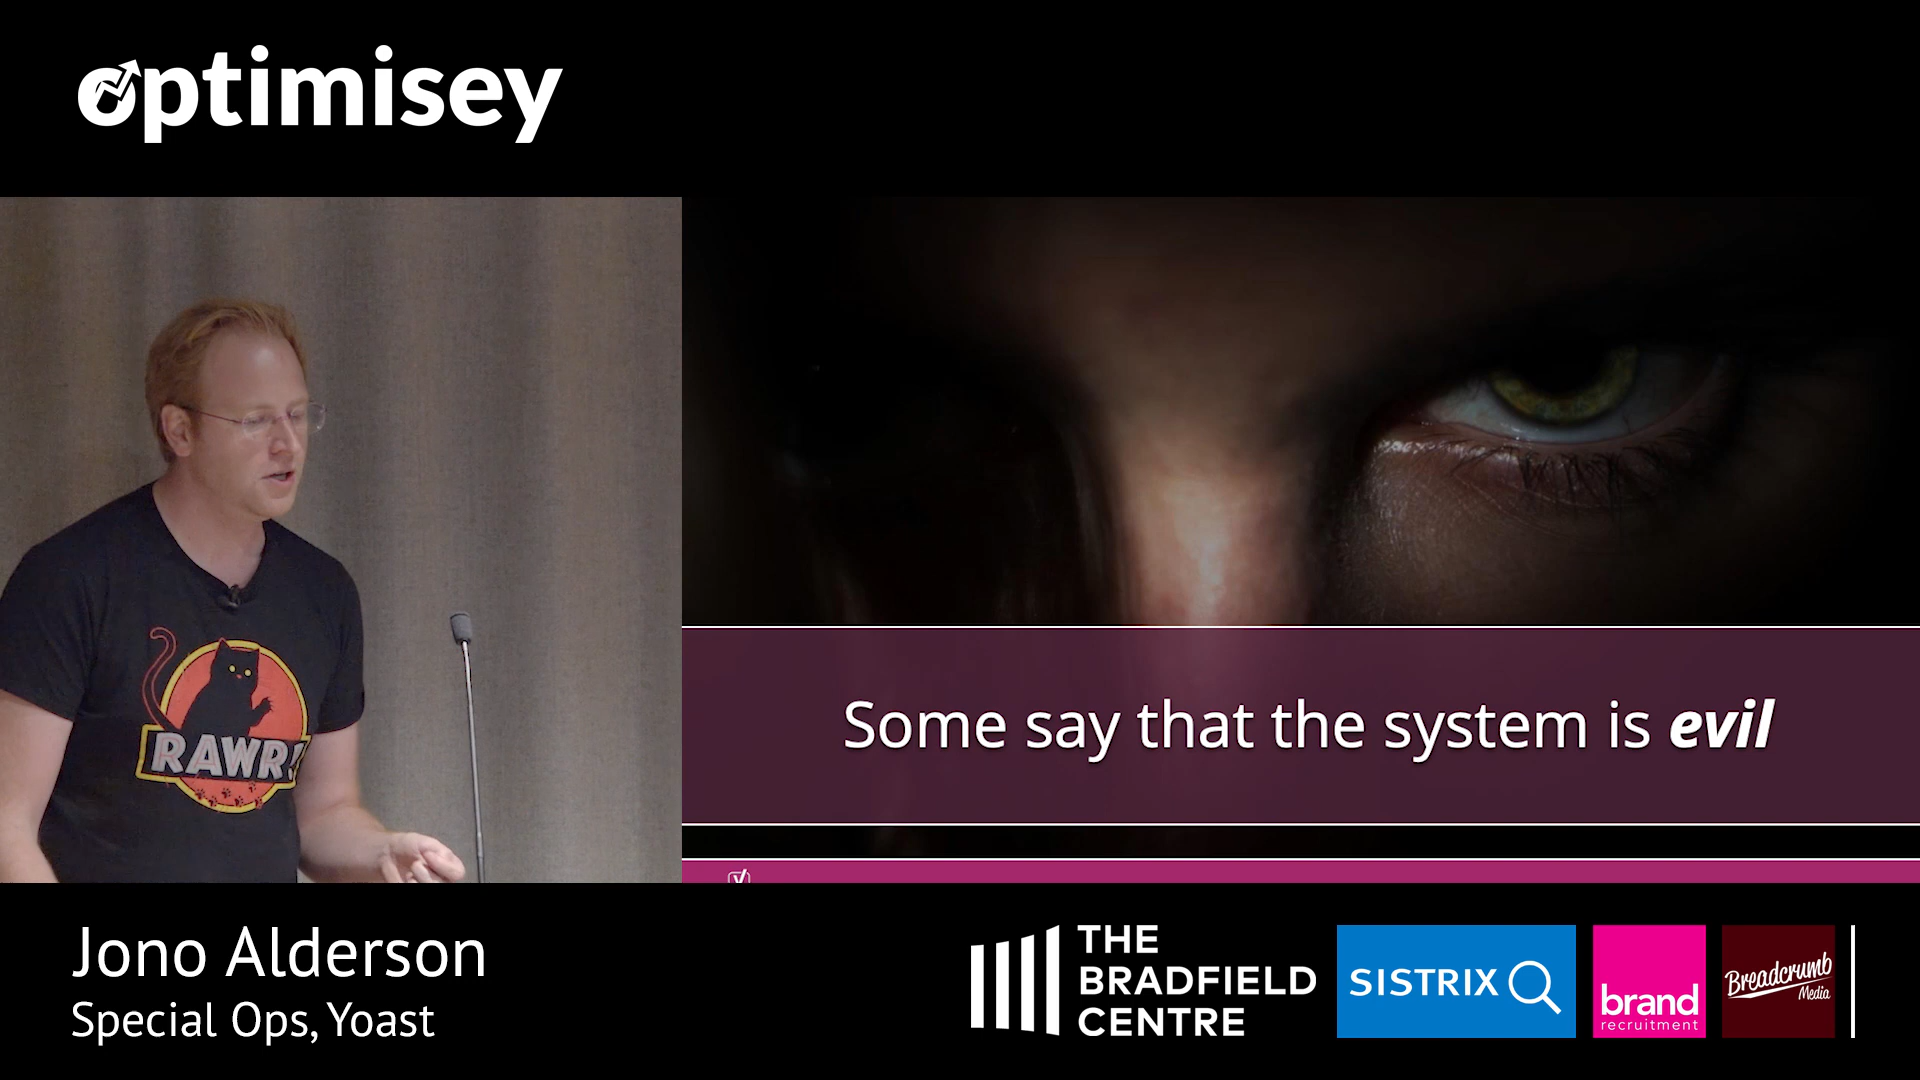 optimisey
RAWR!
Some say that the system is evil
Jono Alderson
Special Ops, Yoast
THE
BRADFIELD
CENTRE
SISTRIX
brand
recruitment
Breadcrumb
Media